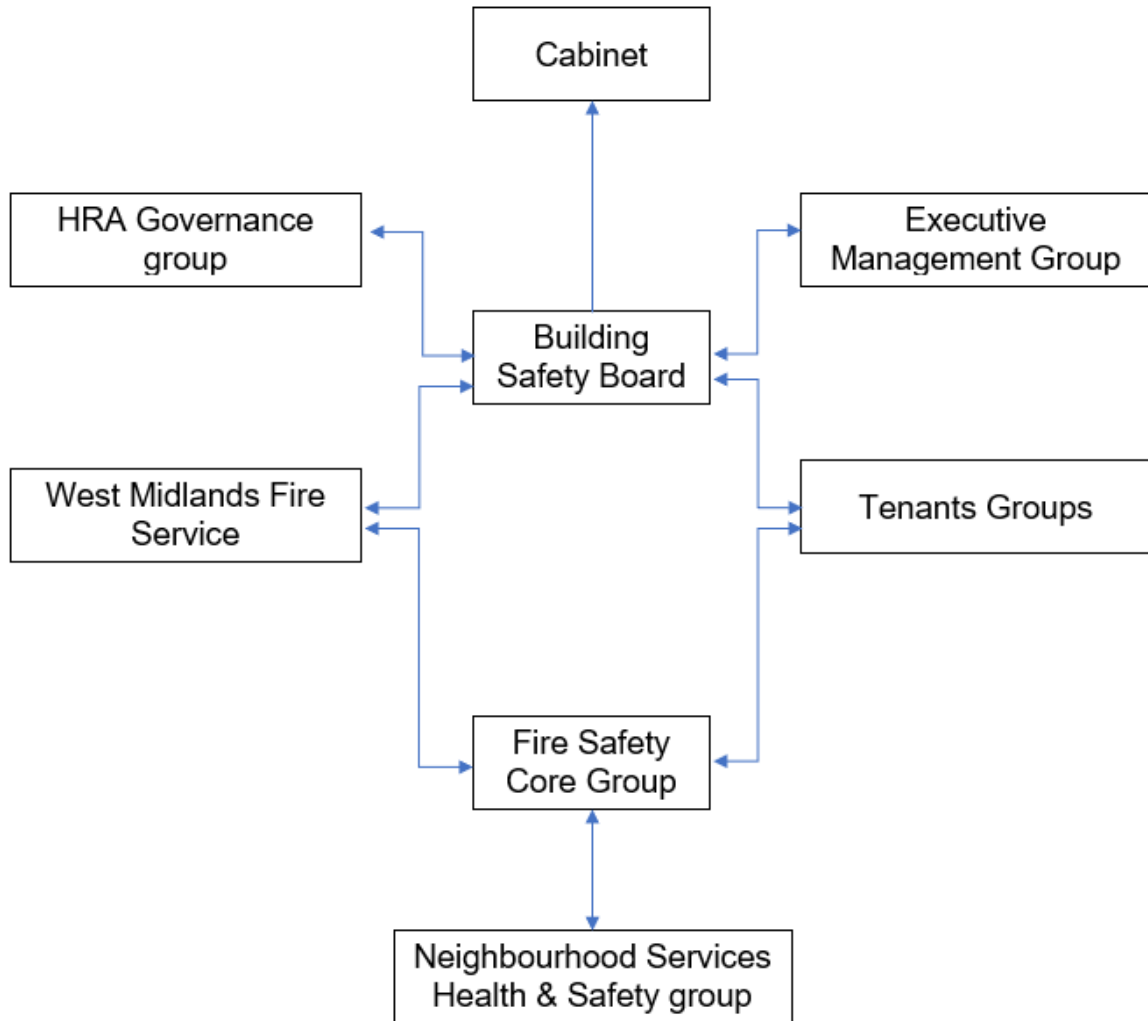 Cabinet
HRA Governance
group
Executive
Management Group
Building
Safety Board
West Midlands Fire
Service
Tenants Groups
Fire Safety
Core Group
Neighbourhood Services
Health & Safety group